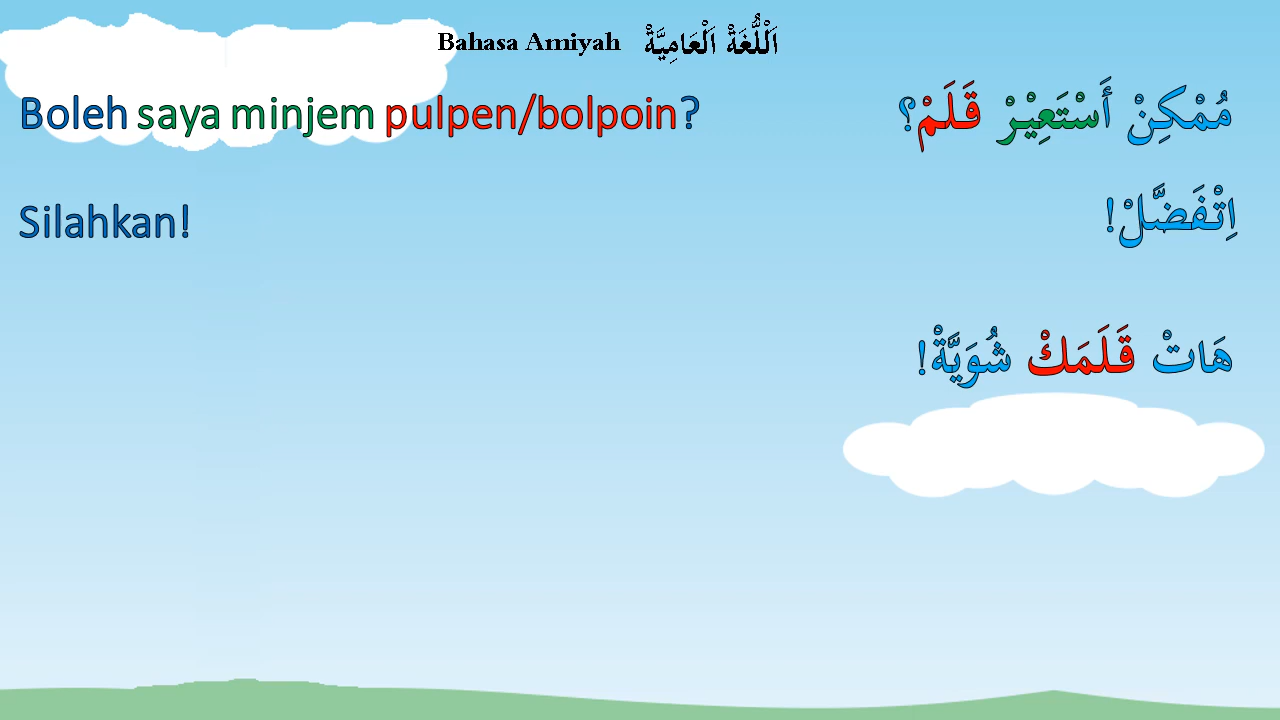 Bahasa Amiyah اَلْلُّغَةْ اَلْعَامِيَّةْ
Boleh saya minjem pulpen/bolpoin? مُمْكِنْ أَسْتَعِيْرْ قَلَمْ؟
Silahkan! اِتْفَضَّلْ!
هَاتْ قَلَمَكْ شُوَيَّةْ!